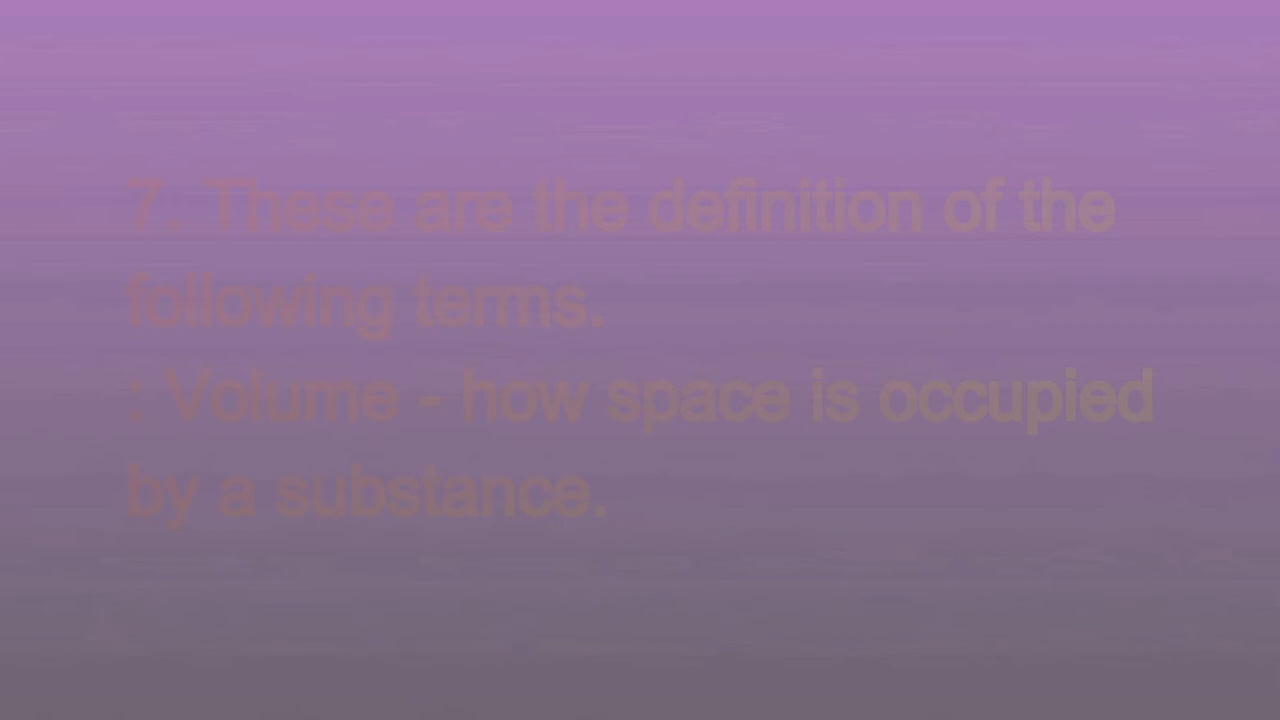 7. These are the definition of the
following terms.
: Volume - how space is occupied
by a substance.